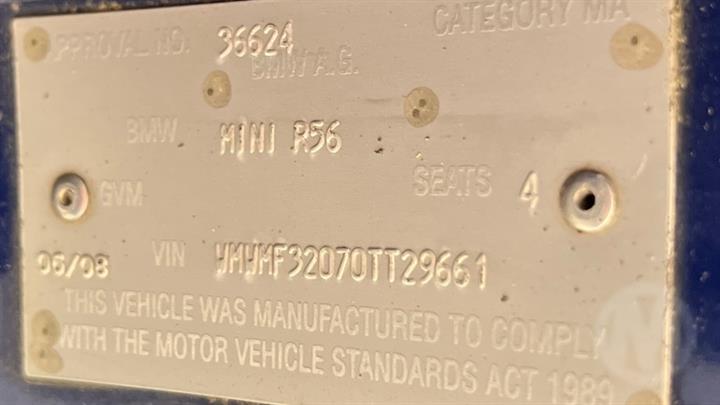 APPROVAL NO. 36624 CATEGORY MA
BMW A.G.
BMW MINI R56
GVM SEATS 4
06/08 VIN WMWMF32070TT29661
THIS VEHICLE WAS MANUFACTURED TO COMPLY
WITH THE MOTOR VEHICLE STANDARDS ACT 1989